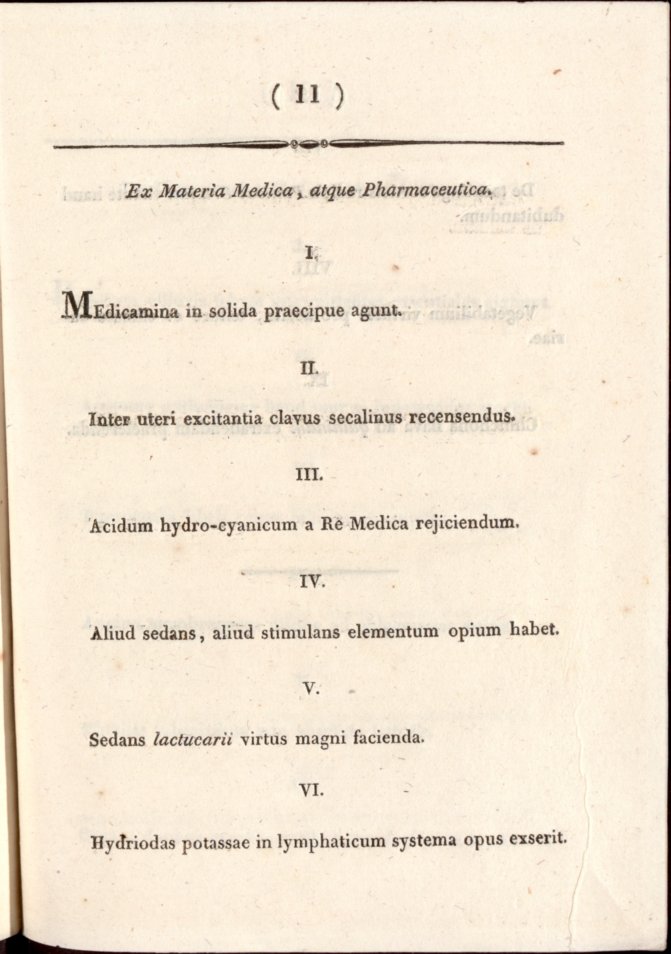 ( 11 )
Ex Materia Medica, atque Pharmaceutica.
I.
MEdicamina in solida praecipue agunt.
II.
Inter uteri excitantia clavus secalinus recensendus.
III.
Acidum hydro-cyanicum a Re Medica rejiciendum.
IV.
Aliud sedans, aliud stimulans elementum opium habet.
V.
Sedans lactucarii virtus magni facienda.
VI.
Hydriodas potassae in lymphaticum systema opus exserit.